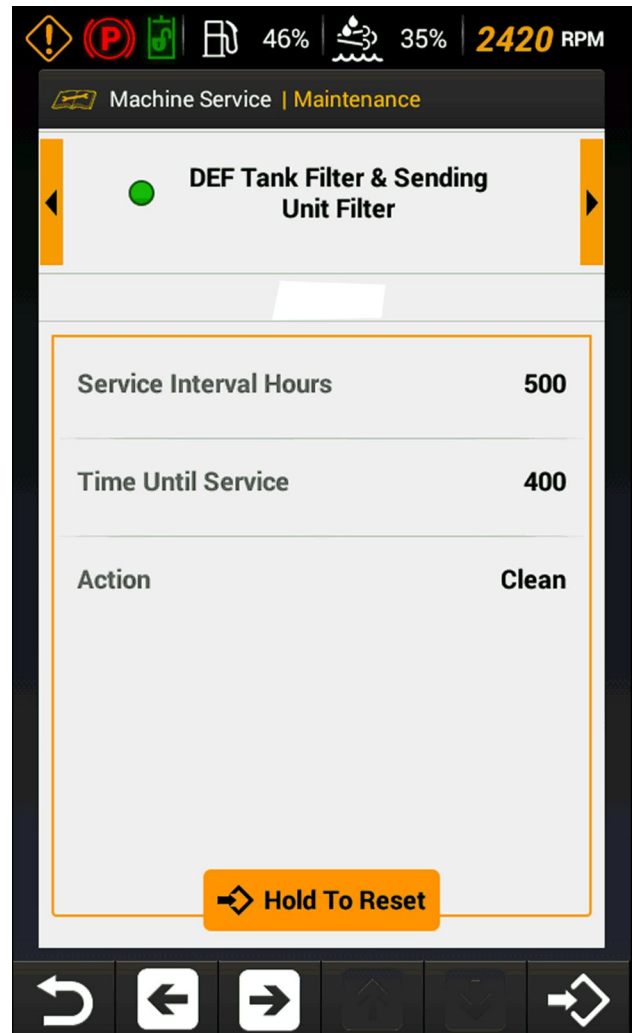 P 46% 35% 2420 RPM
Machine Service | Maintenance
DEF Tank Filter & Sending
Unit Filter
Service Interval Hours 500
Time Until Service 400
Action Clean
Hold To Reset